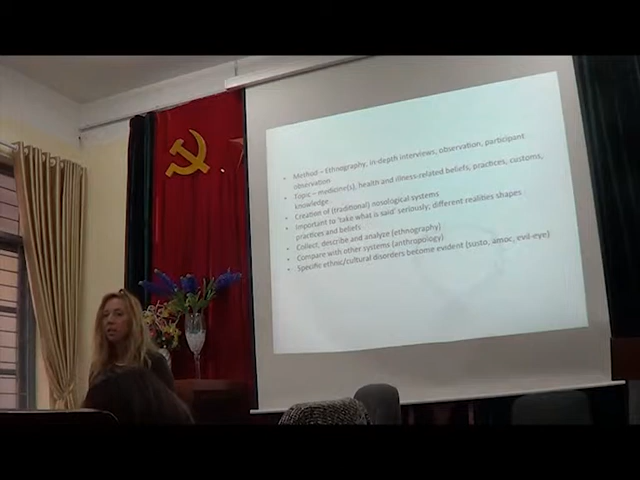 • Method – Ethnography, in-depth interviews, observation, participant
observation
• Topic – medicine(s), health and illness-related beliefs, practices, customs,
knowledge
• Creation of (traditional) nosological systems
• Important to 'take what is said' seriously; different realities shapes
practices and beliefs
• Collect, describe and analyze (ethnography)
• Compare with other systems (anthropology)
• Specific ethnic/cultural disorders become evident (susto, amoc, evil-eye)